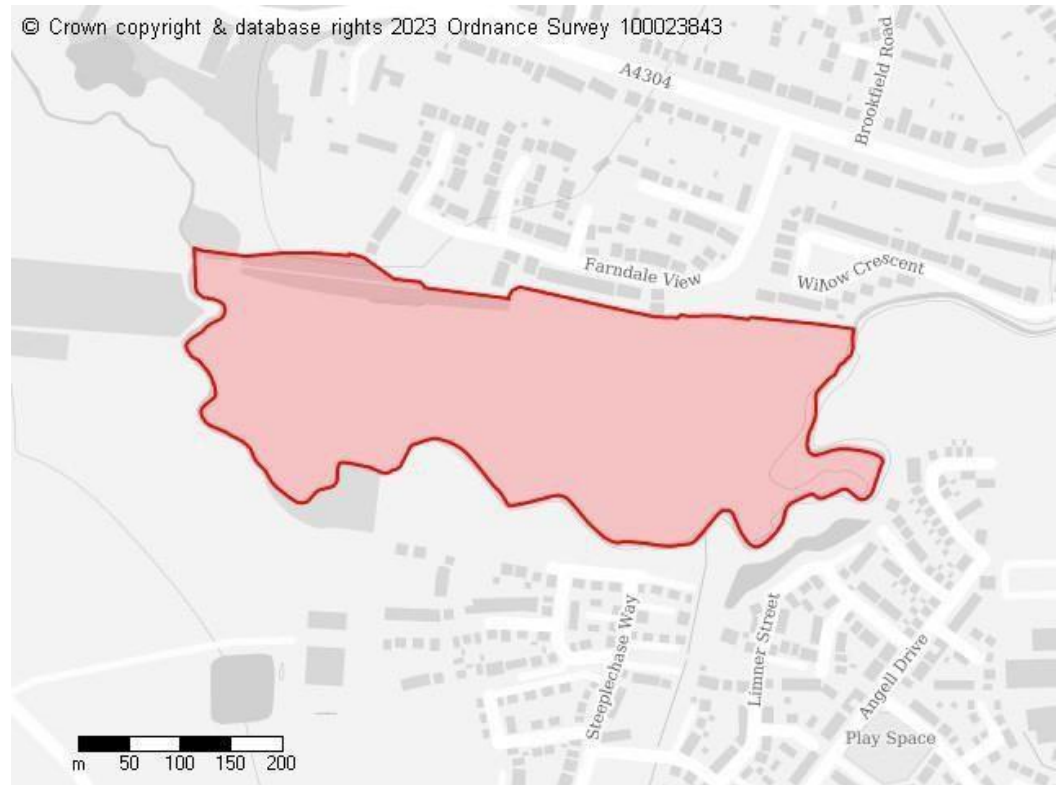 © Crown copyright & database rights 2023 Ordnance Survey 100023843
A4304
Brookfield Road
Farndale View
Willow Crescent
Steeplechase Way
Limner Street
Angell Drive
Play Space
m 50 100 150 200